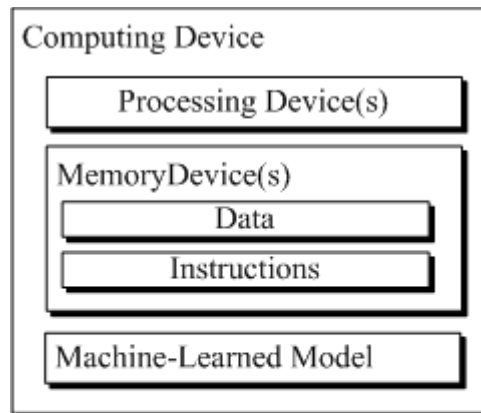 Computing Device
Processing Device(s)
MemoryDevice(s)
Data
Instructions
Machine-Learned Model